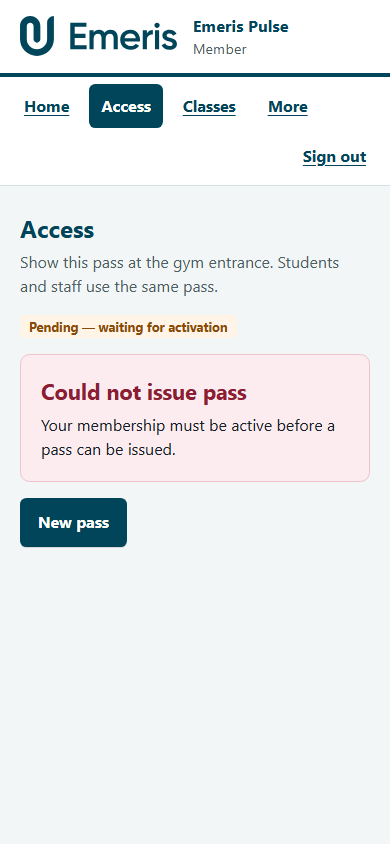 Emeris
Emeris Pulse
Member
Home
Access
Classes
More
Sign out
Access
Show this pass at the gym entrance. Students
and staff use the same pass.
Pending — waiting for activation
Could not issue pass
Your membership must be active before a
pass can be issued.
New pass